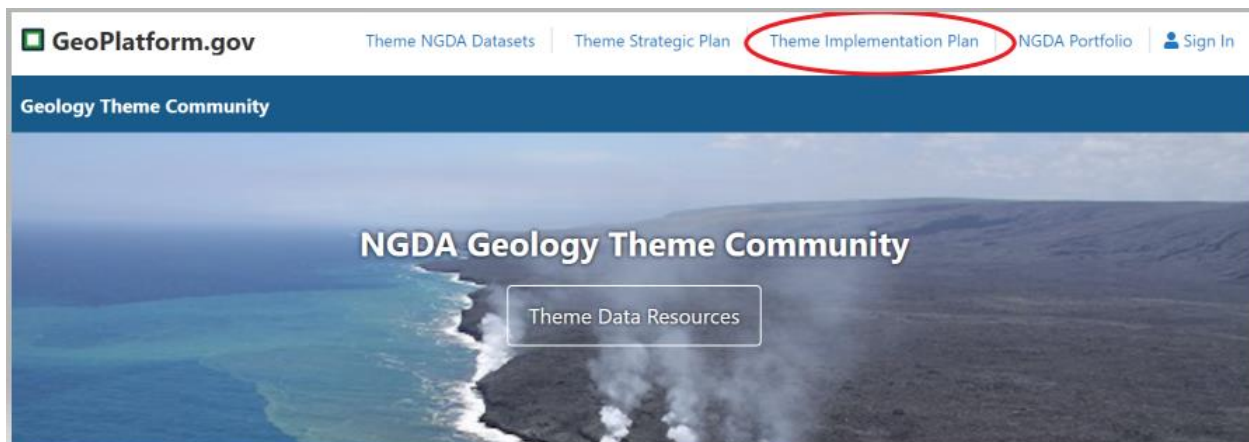 GeoPlatform.gov Theme NGDA Datasets Theme Strategic Plan Theme Implementation Plan NGDA Portfolio Sign In
Geology Theme Community
NGDA Geology Theme Community
Theme Data Resources